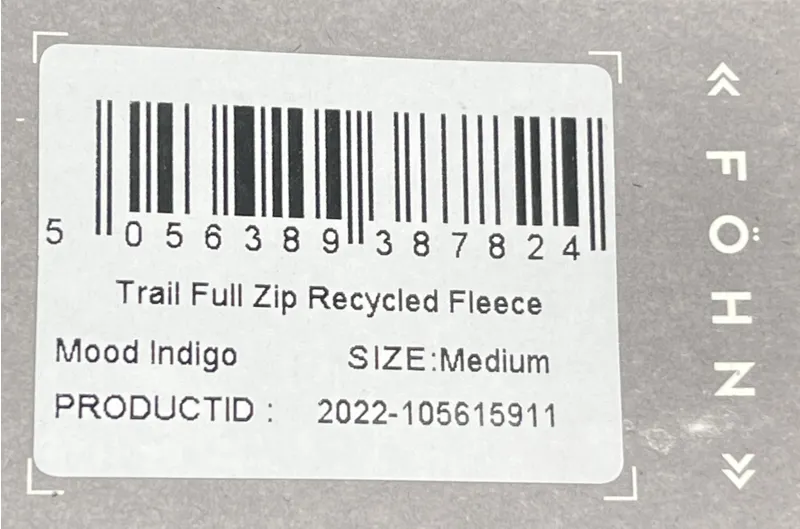 5 056389 387824
Trail Full Zip Recycled Fleece
Mood Indigo SIZE:Medium
PRODUCTID : 2022-105615911
FÖHN